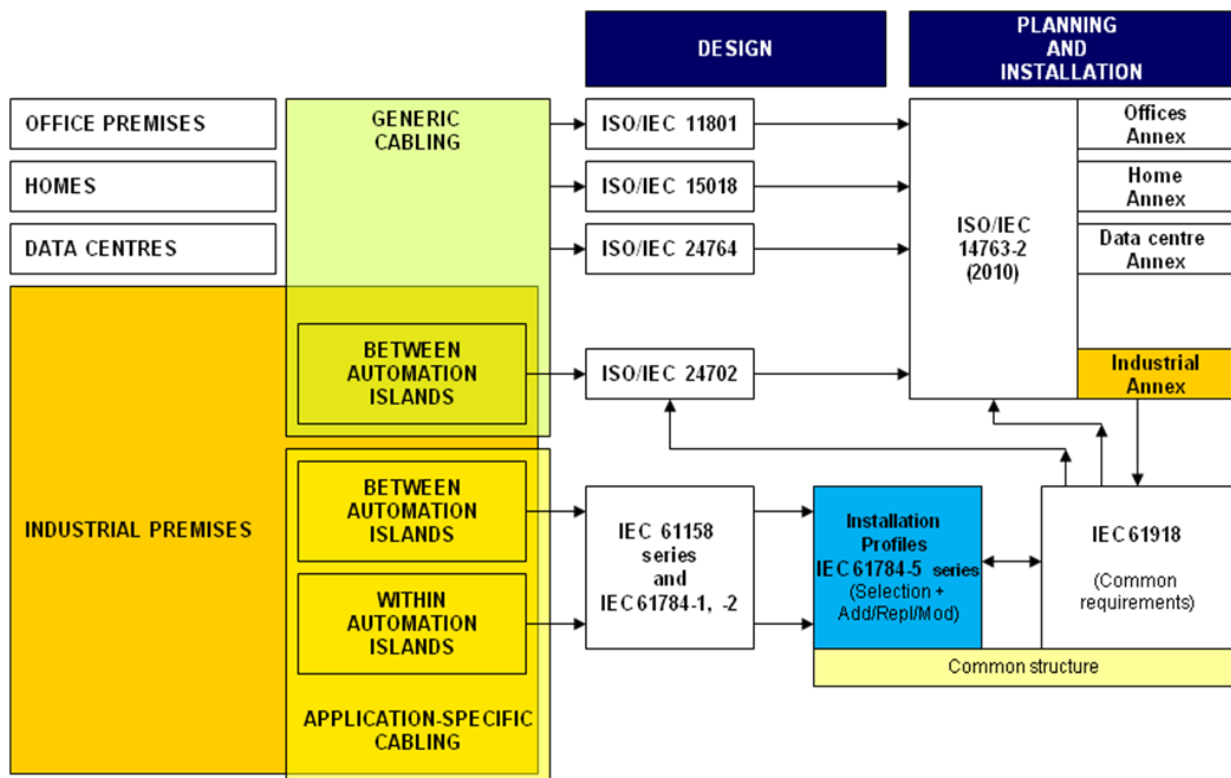 DESIGN
PLANNING
AND
INSTALLATION
OFFICE PREMISES
GENERIC
CABLING
ISO/IEC 11801
Offices
Annex
HOMES
ISO/IEC 15018
Home
Annex
DATA CENTRES
ISO/IEC 24764
ISO/IEC
14763-2
(2010)
Data centre
Annex
BETWEEN
AUTOMATION
ISLANDS
ISO/IEC 24702
Industrial
Annex
INDUSTRIAL PREMISES
BETWEEN
AUTOMATION
ISLANDS
WITHIN
AUTOMATION
ISLANDS
APPLICATION-SPECIFIC
CABLING
IEC 61158
series
and
IEC 61784-1, -2
Installation
Profiles
IEC 61784-5 series
(Selection +
Add/Repl/Mod)
IEC 61918
(Common
requirements)
Common structure